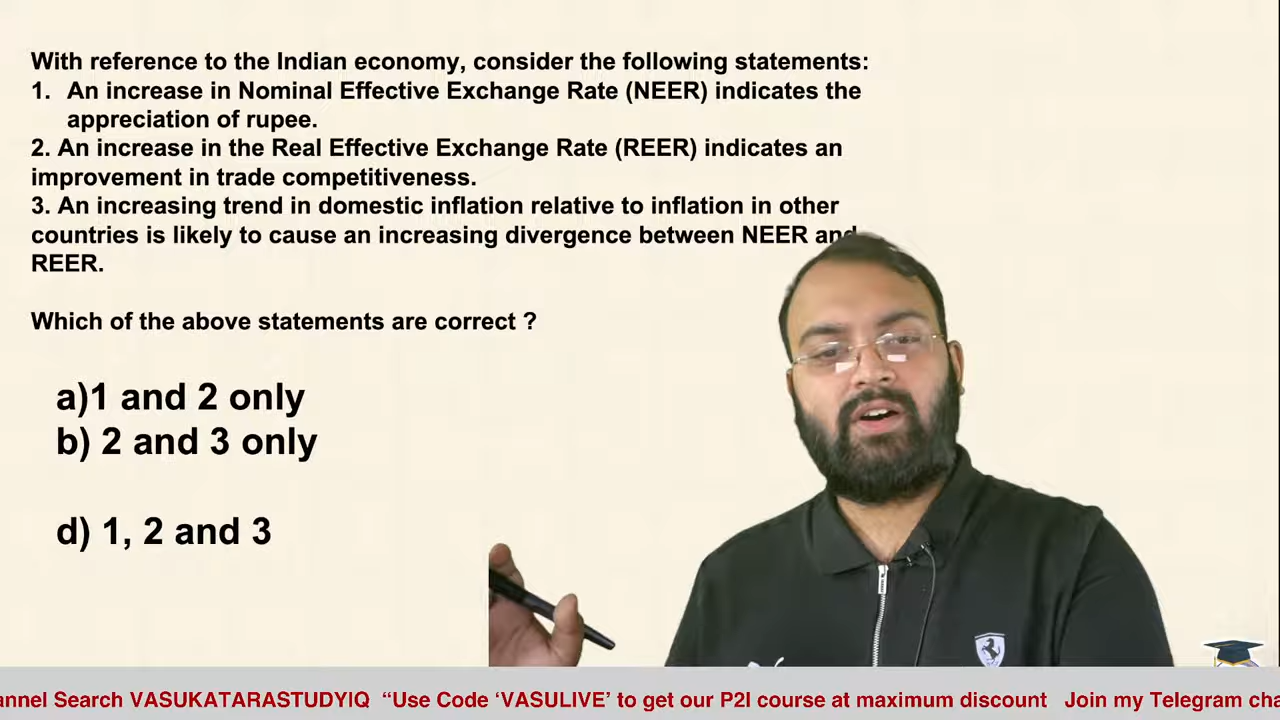 With reference to the Indian economy, consider the following statements:
1. An increase in Nominal Effective Exchange Rate (NEER) indicates the
appreciation of rupee.
2. An increase in the Real Effective Exchange Rate (REER) indicates an
improvement in trade competitiveness.
3. An increasing trend in domestic inflation relative to inflation in other
countries is likely to cause an increasing divergence between NEER and
REER.
Which of the above statements are correct ?
a)1 and 2 only
b) 2 and 3 only
d) 1, 2 and 3
annel Search VASUKATARASTUDYIQ “Use Code ‘VASULIVE’ to get our P2I course at maximum discount Join my Telegram cha